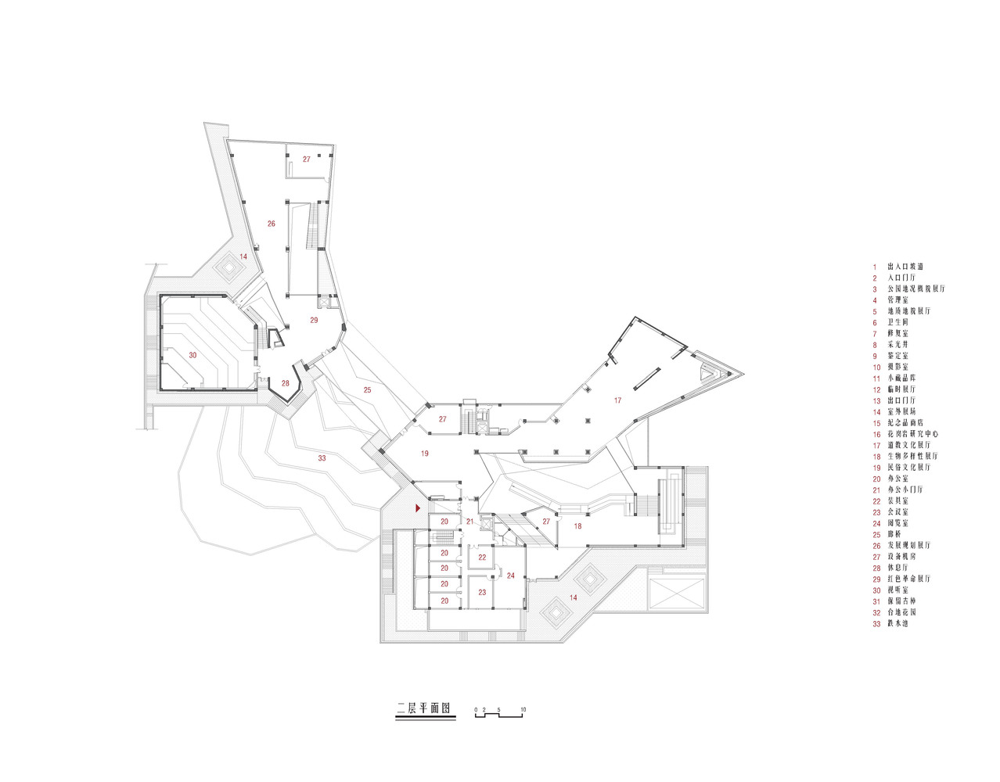 27
26
14
29
30
28
25
17
27
19
33
20
21
27
18
20
22
20
24
20
23
14
20
1 出入口坡道
2 入口门厅
3 公园地况概貌展厅
4 管理室
5 地质地貌展厅
6 卫生间
7 修复室
8 采光井
9 鉴定室
10 摄影室
11 小藏品库
12 临时展厅
13 出口门厅
14 室外展场
15 纪念品商店
16 花岗岩研究中心
17 道教文化展厅
18 生物多样性展厅
19 民俗文化展厅
20 办公室
21 办公小门厅
22 装具室
23 会议室
24 阅览室
25 廊桥
26 发展规划展厅
27 设备机房
28 休息厅
29 红色革命展厅
30 视听室
31 保留古樟
32 台地花园
33 跌水池
二层平面图
0 2 5 10